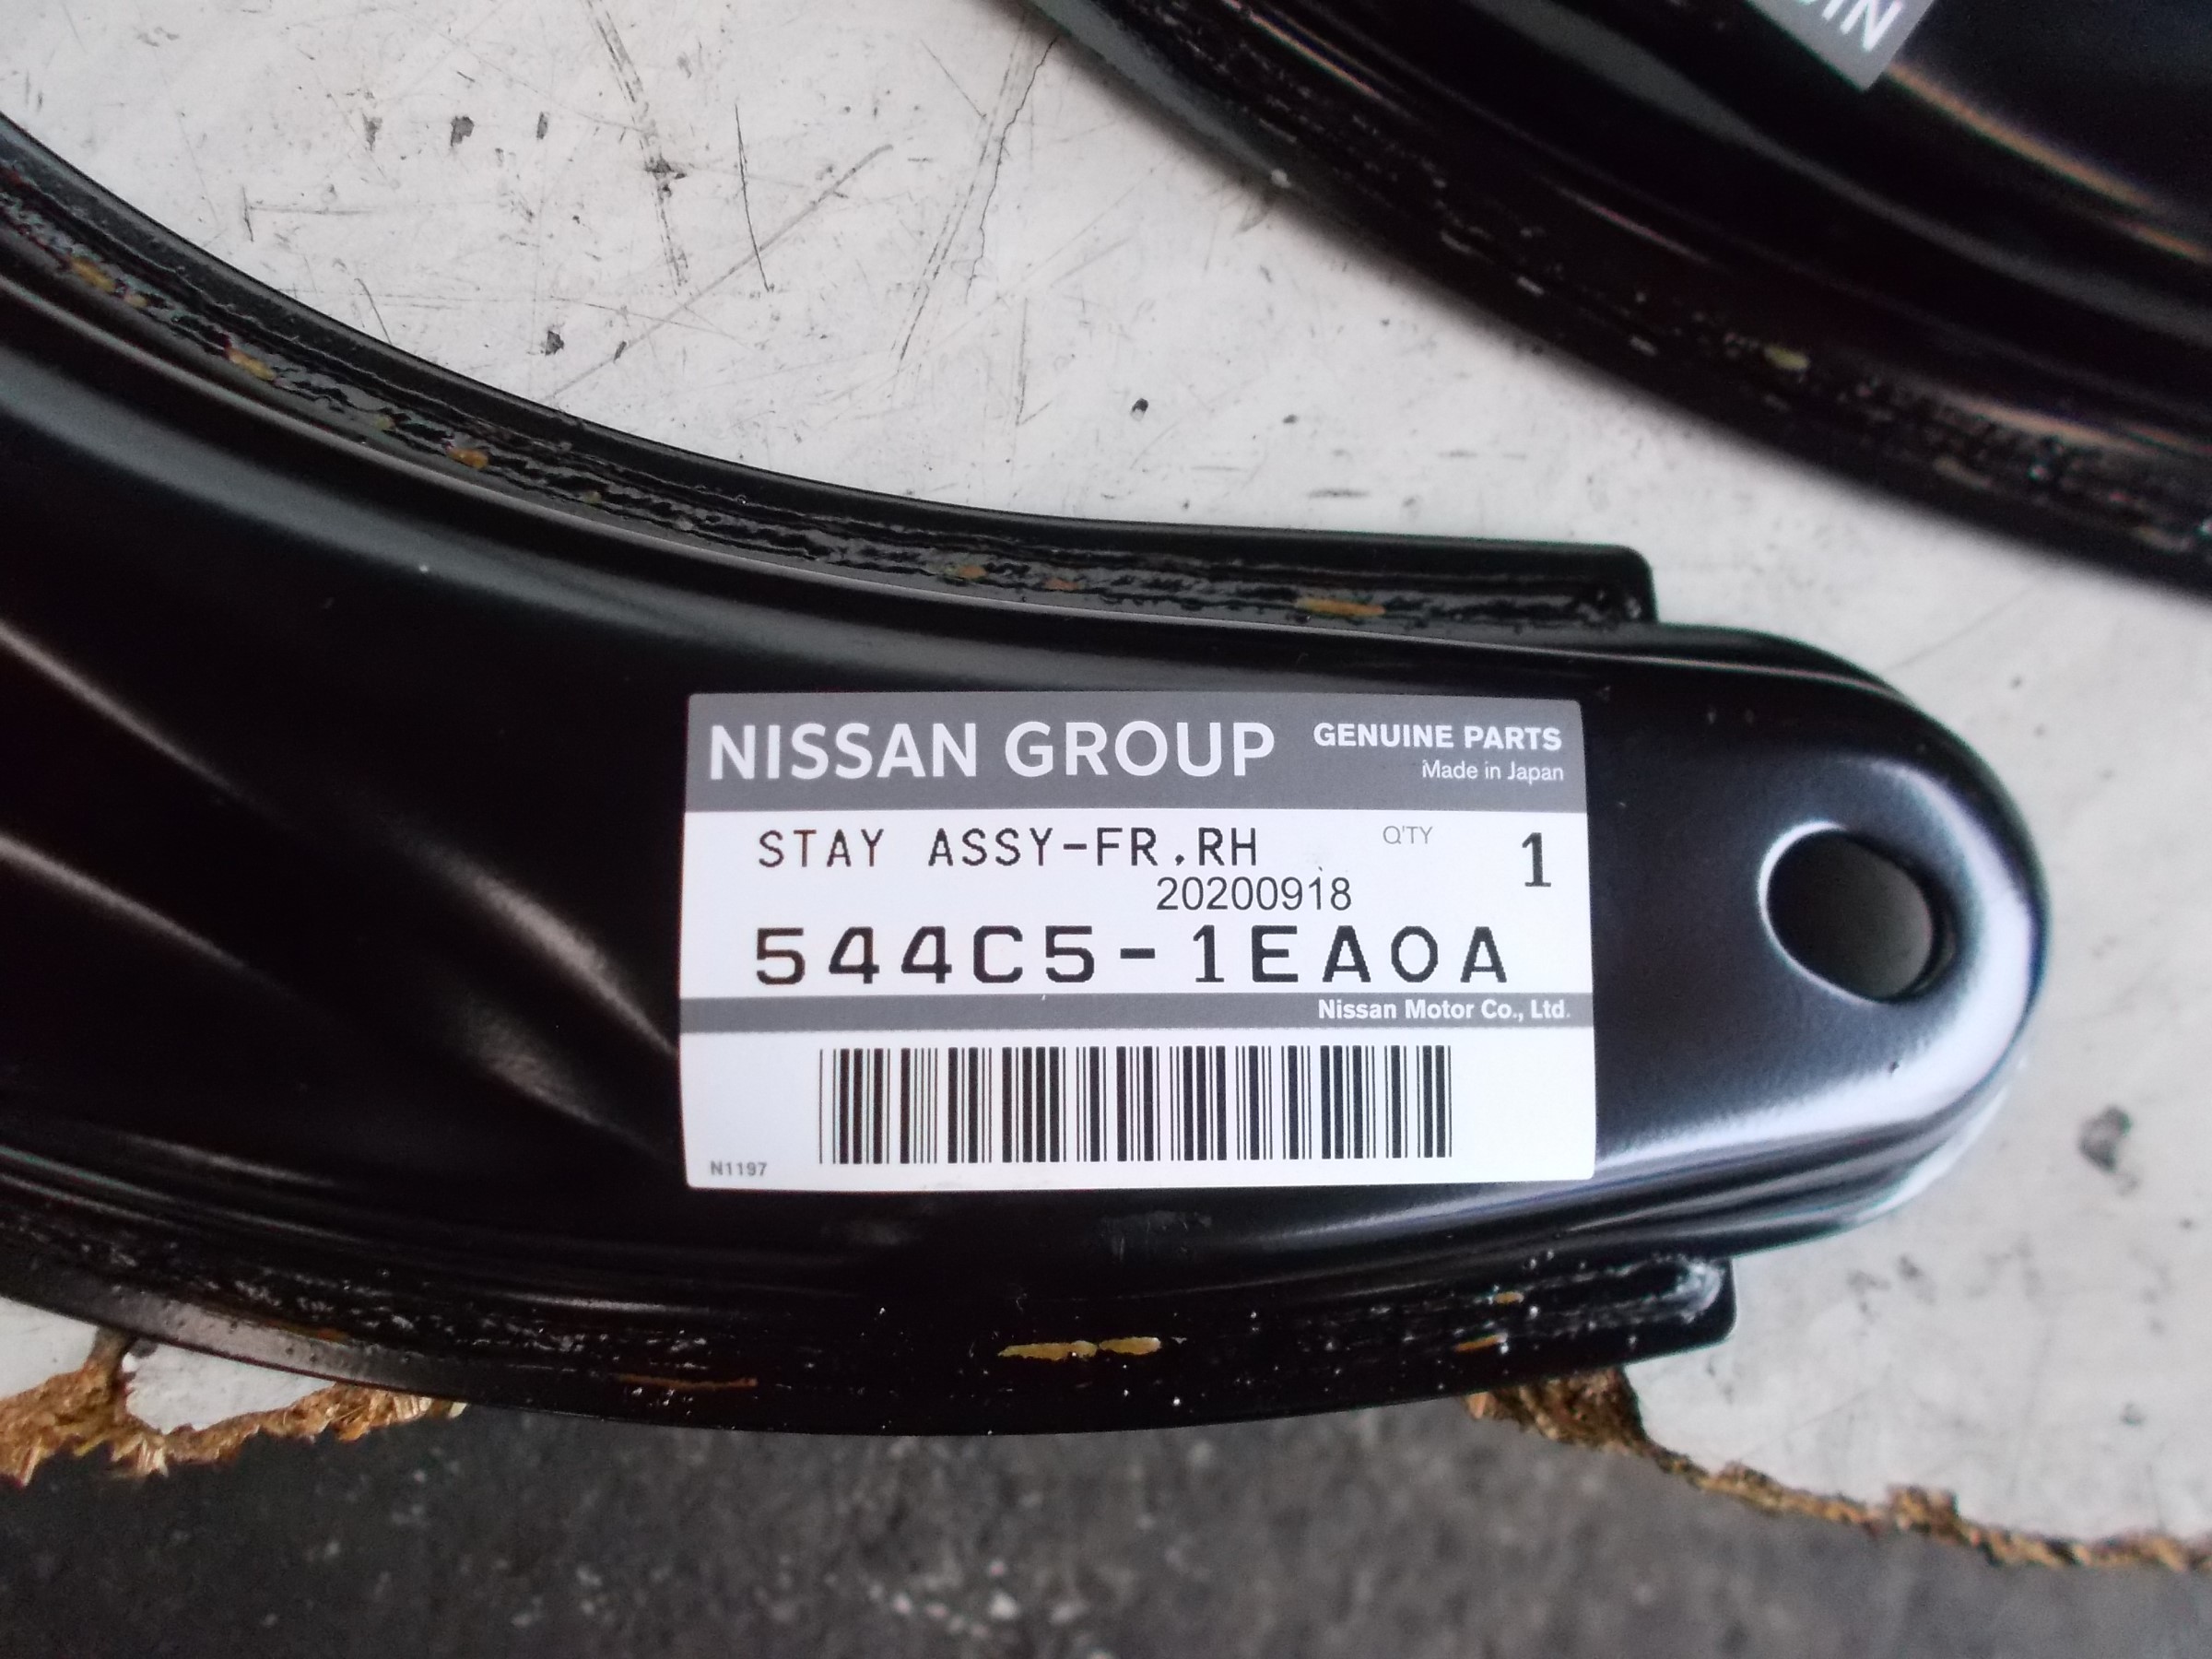 NISSAN GROUP GENUINE PARTS
Made in Japan
STAY ASSY-FR,RH Q'TY 1
20200918
544C5-1EA0A
Nissan Motor Co., Ltd.
N1197